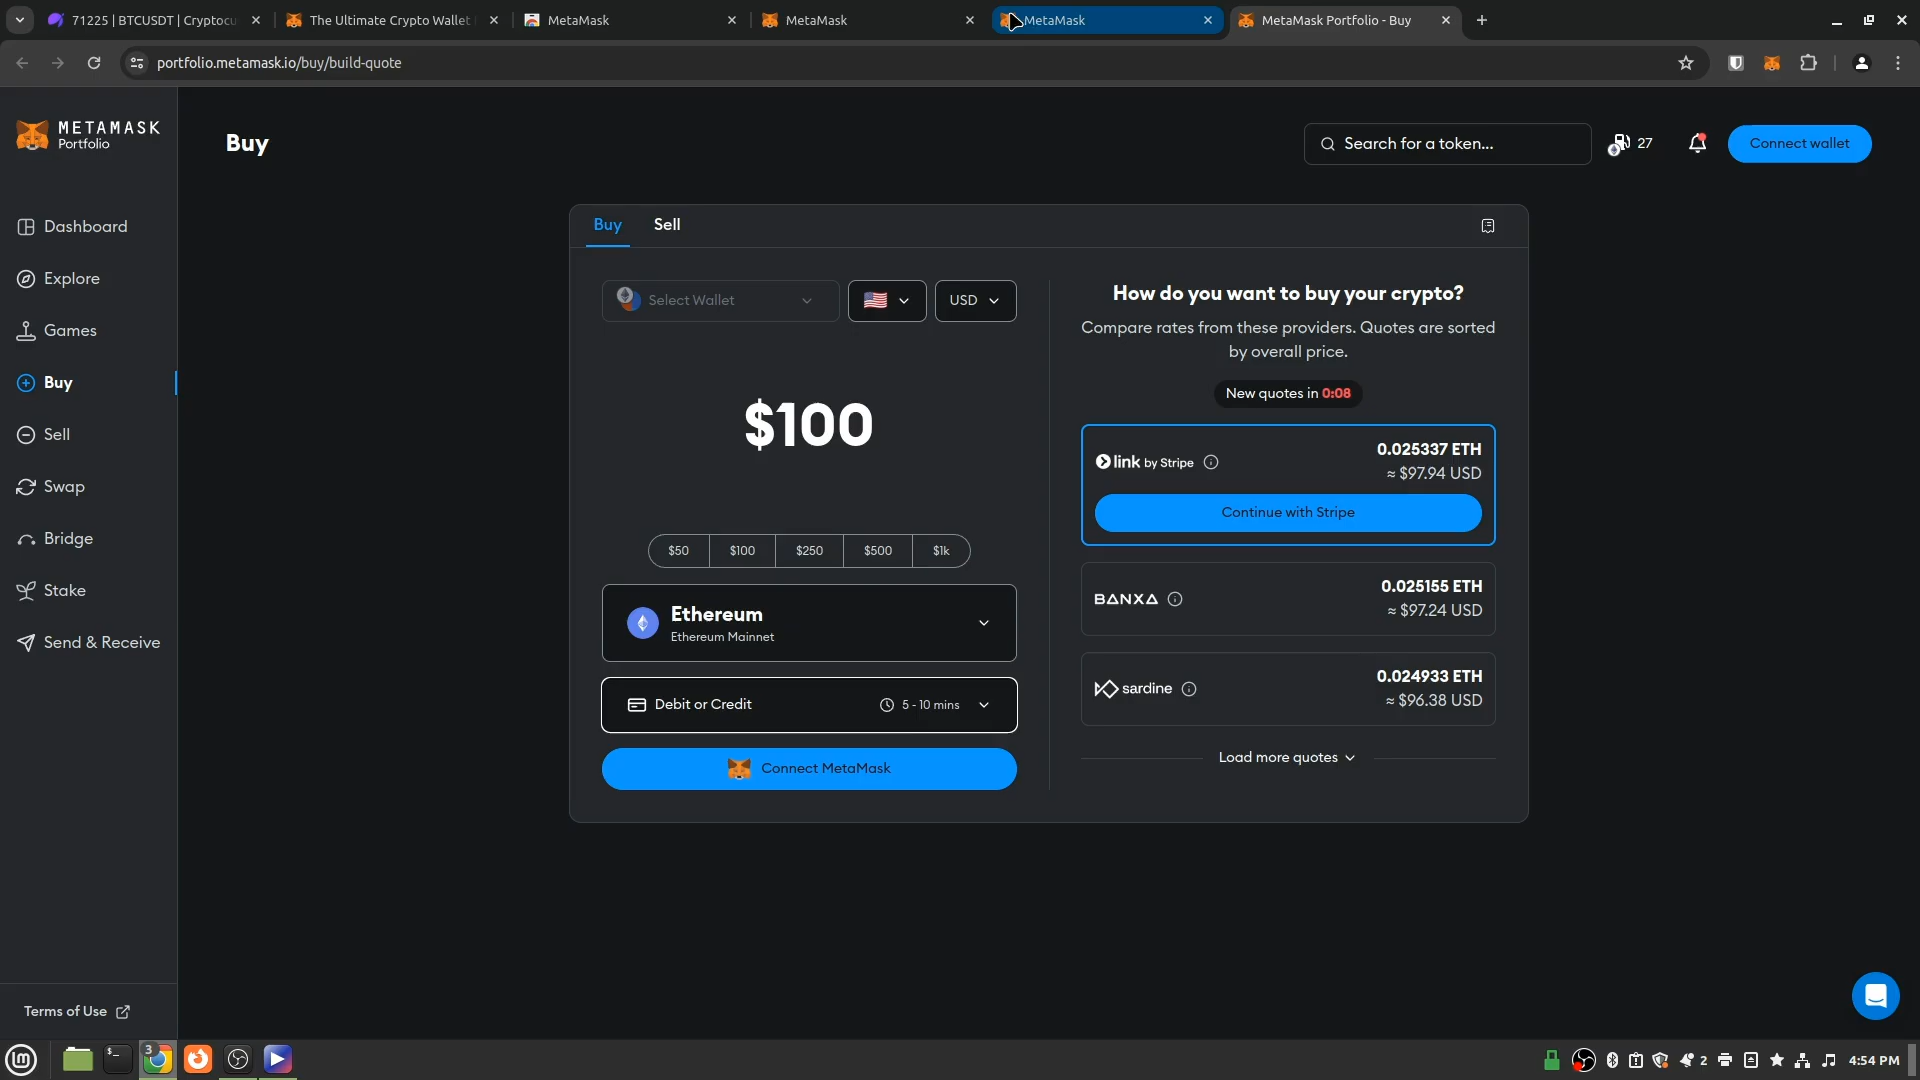 71225 | BTCUSDT | Cryptocu
The Ultimate Crypto Wallet
MetaMask
MetaMask
MetaMask
MetaMask Portfolio - Buy
portfolio.metamask.io/buy/build-quote
METAMASK
Portfolio
Buy
Search for a token...
27
Connect wallet
Dashboard
Explore
Games
Buy
Sell
Swap
Bridge
Stake
Send & Receive
Terms of Use
Buy
Sell
Select Wallet
USD
$100
$50
$100
$250
$500
$1k
Ethereum
Ethereum Mainnet
Debit or Credit
5 - 10 mins
Connect MetaMask
How do you want to buy your crypto?
Compare rates from these providers. Quotes are sorted
by overall price.
New quotes in 0:08
link by Stripe
0.025337 ETH
≈ $97.94 USD
Continue with Stripe
BANXA
0.025155 ETH
≈ $97.24 USD
sardine
0.024933 ETH
≈ $96.38 USD
Load more quotes
3
2
4:54 PM